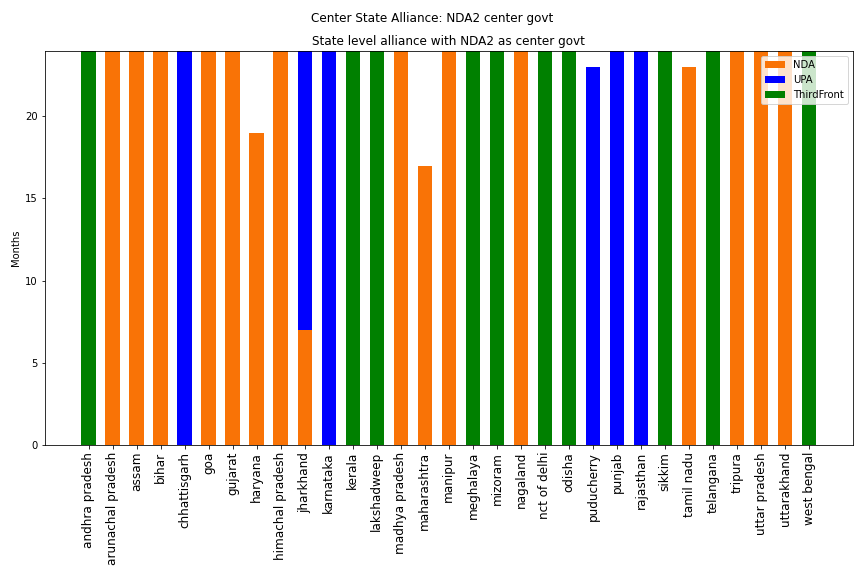 Center State Alliance: NDA2 center govt
State level alliance with NDA2 as center govt
NDA
UPA
ThirdFront
Months
20
15
10
5
0
andhra pradesh
arunachal pradesh
assam
bihar
chhattisgarh
goa
gujarat
haryana
himachal pradesh
jharkhand
karnataka
kerala
lakshadweep
madhya pradesh
maharashtra
manipur
meghalaya
mizoram
nagaland
nct of delhi
odisha
puducherry
punjab
rajasthan
sikkim
tamil nadu
telangana
tripura
uttar pradesh
uttarakhand
west bengal